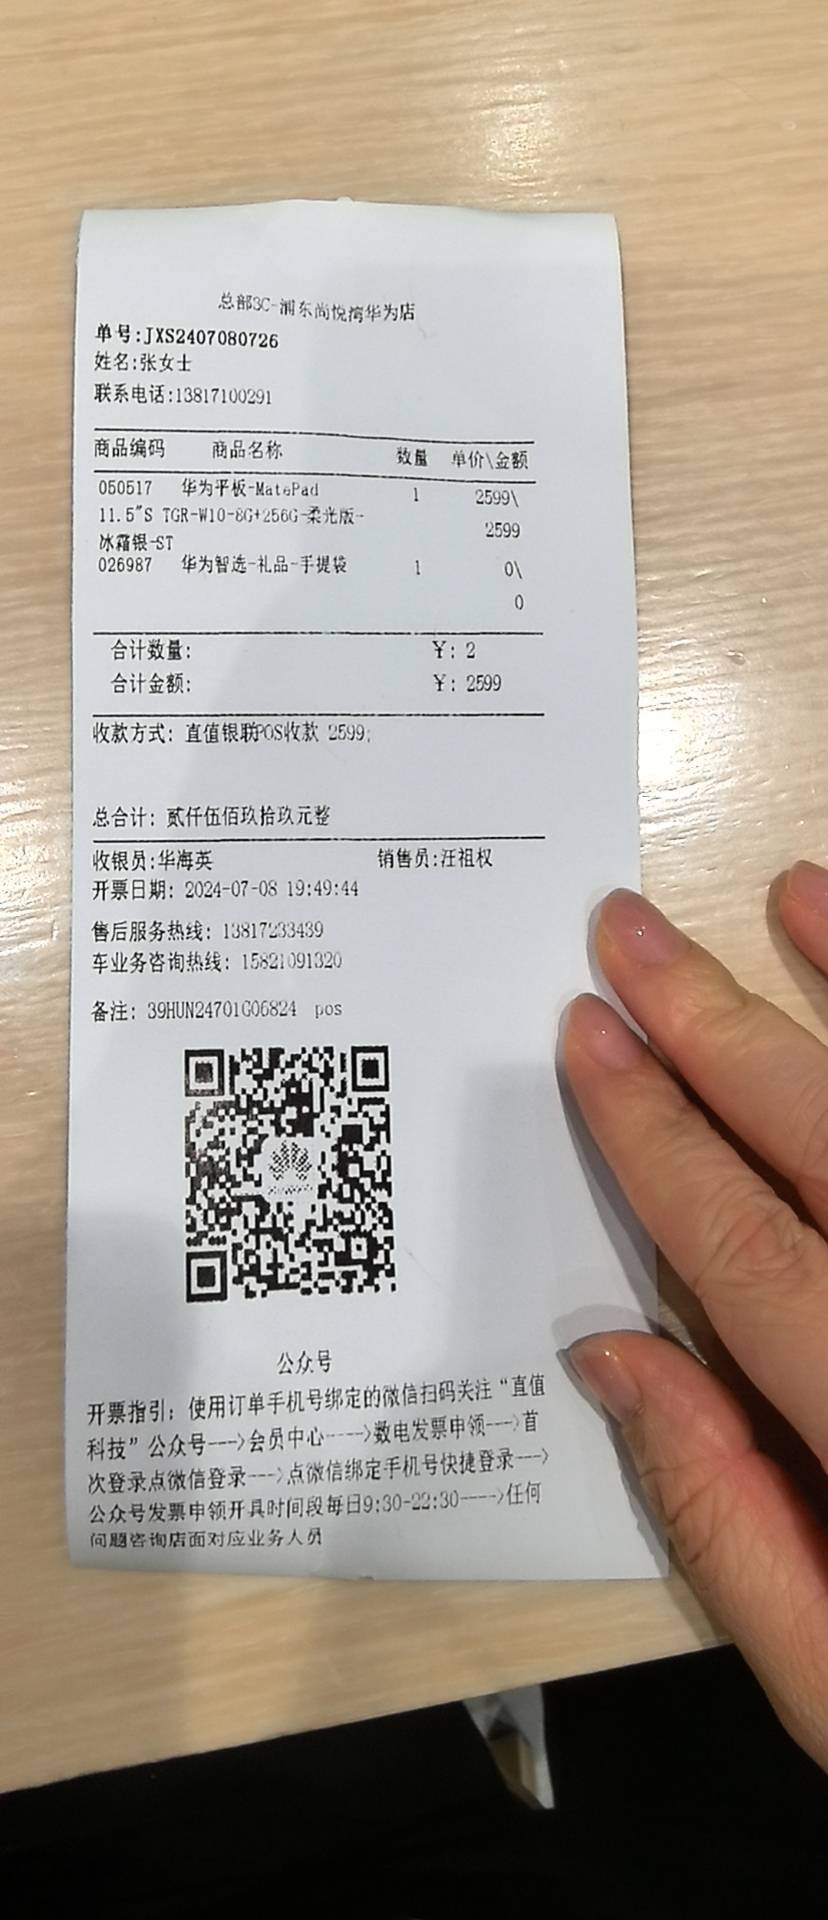 总部3C-浦东尚悦湾华为店
单号:JXS2407080726
姓名:张女士
联系电话:13817100291
商品编码 商品名称 数量 单价\金额
050517 华为平板-MatePad 1 2599\
11.5"S TGR-W10-8G+256G-柔光版- 2599
冰霜银-ST
026987 华为智选-礼品-手提袋 1 0\
0
合计数量: ¥: 2
合计金额: ¥: 2599
收款方式: 直值银联POS收款 2599;
总合计: 贰仟伍佰玖拾玖元整
收银员:华海英 销售员:汪祖权
开票日期: 2024-07-08 19:49:44
售后服务热线: 13817233439
车业务咨询热线: 15821091320
备注: 39HUN24701G06824 pos
公众号
开票指引: 使用订单手机号绑定的微信扫码关注“直值
科技”公众号--->会员中心---->数电发票申领--->首
次登录点微信登录--->点微信绑定手机号快捷登录--->
公众号发票申领开具时间段每日9:30-22:30---->任何
问题咨询店面对应业务人员